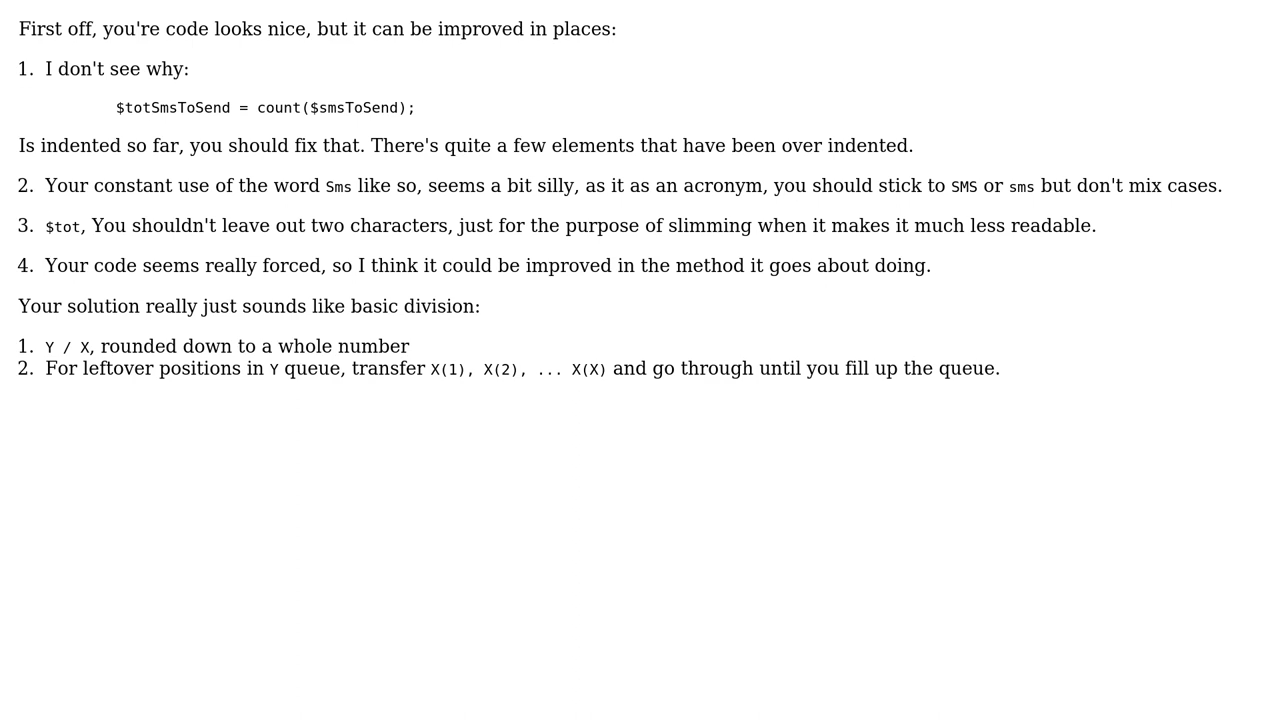 First off, you're code looks nice, but it can be improved in places:
1. I don't see why:
$totSmsToSend = count($smsToSend);
Is indented so far, you should fix that. There's quite a few elements that have been over indented.
2. Your constant use of the word Sms like so, seems a bit silly, as it as an acronym, you should stick to SMS or sms but don't mix cases.
3. $tot, You shouldn't leave out two characters, just for the purpose of slimming when it makes it much less readable.
4. Your code seems really forced, so I think it could be improved in the method it goes about doing.
Your solution really just sounds like basic division:
1. Y / X, rounded down to a whole number
2. For leftover positions in Y queue, transfer X(1), X(2), ... X(X) and go through until you fill up the queue.